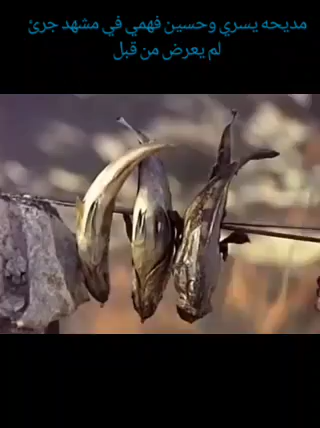 مديحه يسري وحسين فهمي في مشهد جرئ
لم يعرض من قبل